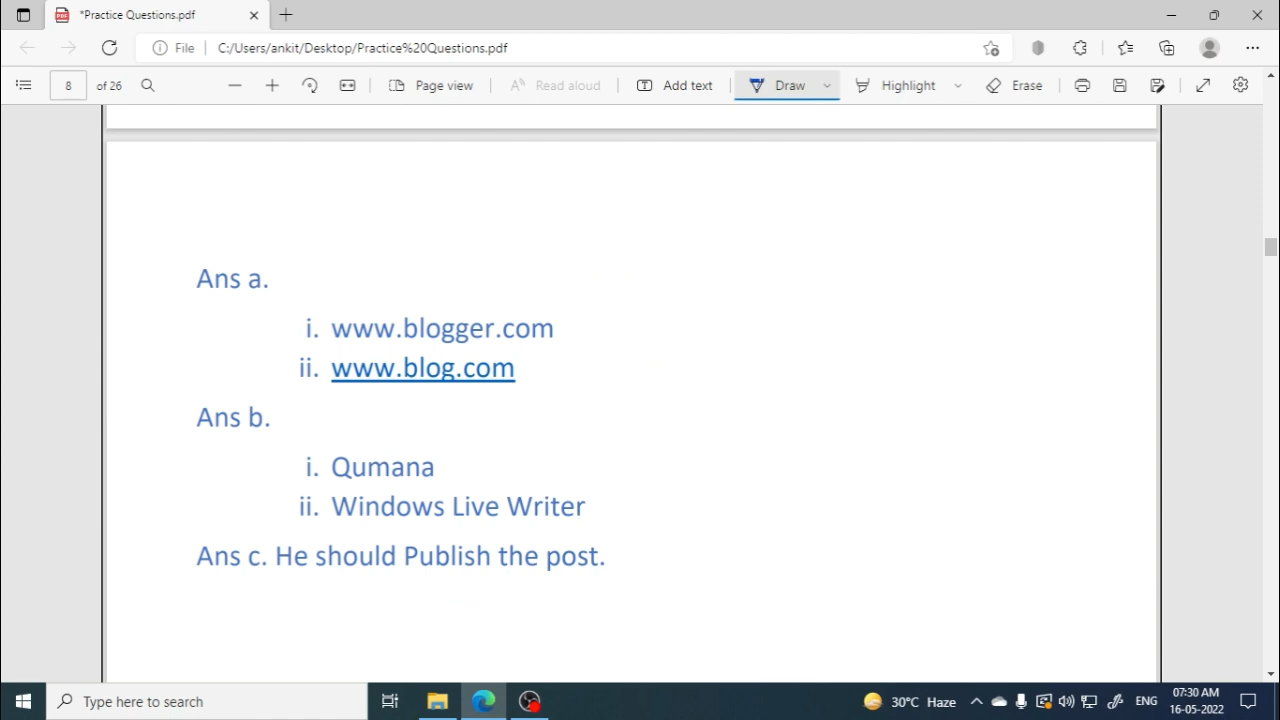 *Practice Questions.pdf
File C:/Users/ankit/Desktop/Practice%20Questions.pdf
8 of 26 Page view Read aloud Add text Draw Highlight Erase
Ans a.
i. www.blogger.com
ii. www.blog.com
Ans b.
i. Qumana
ii. Windows Live Writer
Ans c. He should Publish the post.
Type here to search
30°C Haze
ENG
07:30 AM
16-05-2022